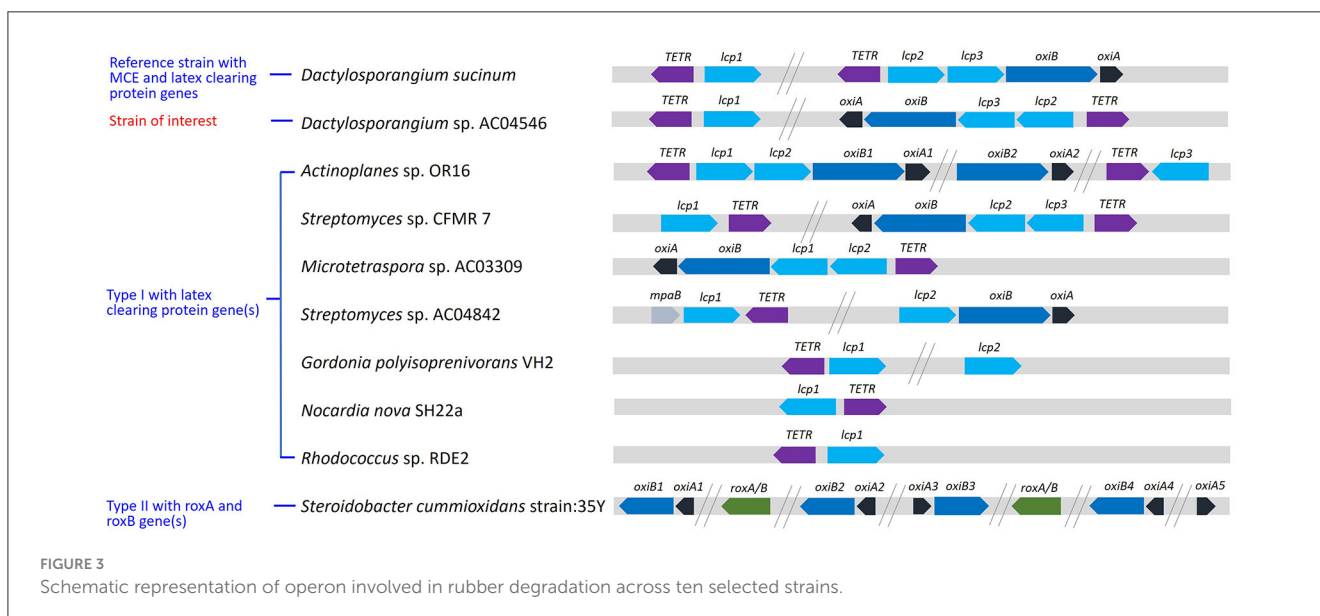 Reference strain with
MCE and latex clearing
protein genes
Dactylosporangium sucinum
TETR lcp1 TETR lcp2 lcp3 oxiB oxiA
Strain of interest
Dactylosporangium sp. AC04546
TETR lcp1 oxiA oxiB lcp3 lcp2 TETR
Type I with latex
clearing protein gene(s)
Actinoplanes sp. OR16
TETR lcp1 lcp2 oxiB1 oxiA1 oxiB2 oxiA2 TETR lcp3
Streptomyces sp. CFMR 7
lcp1 TETR oxiA oxiB lcp2 lcp3 TETR
Microtetraspora sp. AC03309
oxiA oxiB lcp1 lcp2 TETR
Streptomyces sp. AC04842
mpaB lcp1 TETR lcp2 oxiB oxiA
Gordonia polyisoprenivorans VH2
TETR lcp1 lcp2
Nocardia nova SH22a
lcp1 TETR
Rhodococcus sp. RDE2
TETR lcp1
Type II with roxA and
roxB gene(s)
Steroidobacter cummioxidans strain:35Y
oxiB1 oxiA1 roxA/B oxiB2 oxiA2 oxiA3 oxiB3 roxA/B oxiB4 oxiA4 oxiA5
FIGURE 3
Schematic representation of operon involved in rubber degradation across ten selected strains.